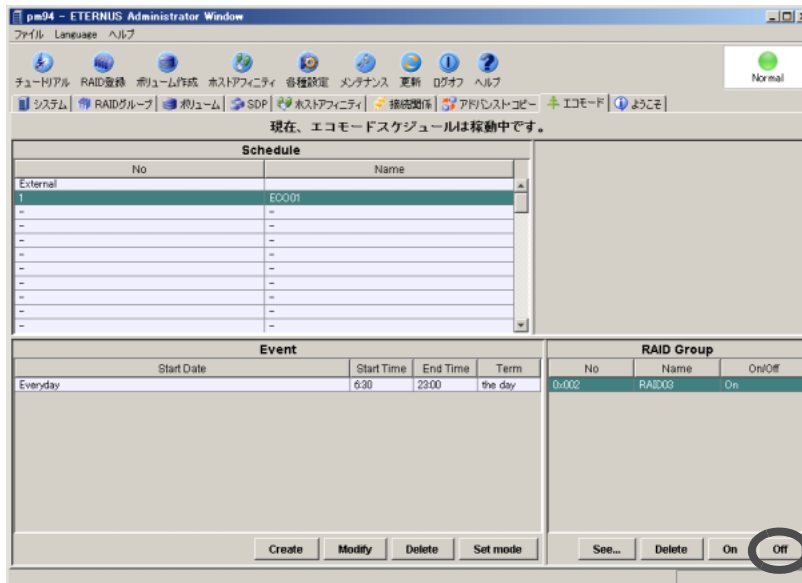 pm94 - ETERNUS Administrator Window
ファイル Language ヘルプ
チュートリアル RAID登録 ボリューム作成 ホストアフィニティ 各種設定 メンテナンス 更新 ログオフ ヘルプ
Normal
システム RAIDグループ ボリューム SDP ホストアフィニティ 接続関係 アドバンスト・コピー エコモード ようこそ
現在、エコモードスケジュールは稼動中です。
Schedule
No Name
External
1 ECO01
- -
- -
- -
- -
- -
- -
- -
- -
- -
Event
Start Date Start Time End Time Term
Everyday 6:30 23:00 the day
Create Modify Delete Set mode
RAID Group
No Name On/Off
0x002 RAID03 On
See... Delete On Off